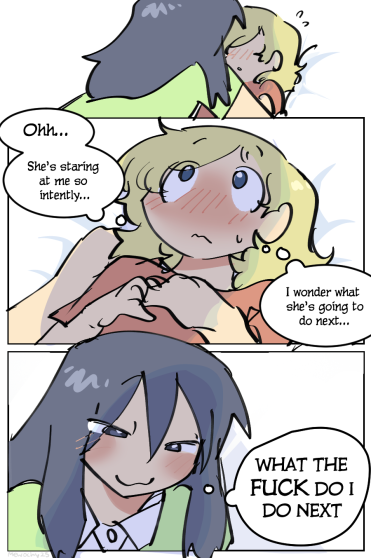 Ohh...
She's staring
at me so
intently...
I wonder what
she's going to
do next...
WHAT THE
FUCK DO I
DO NEXT